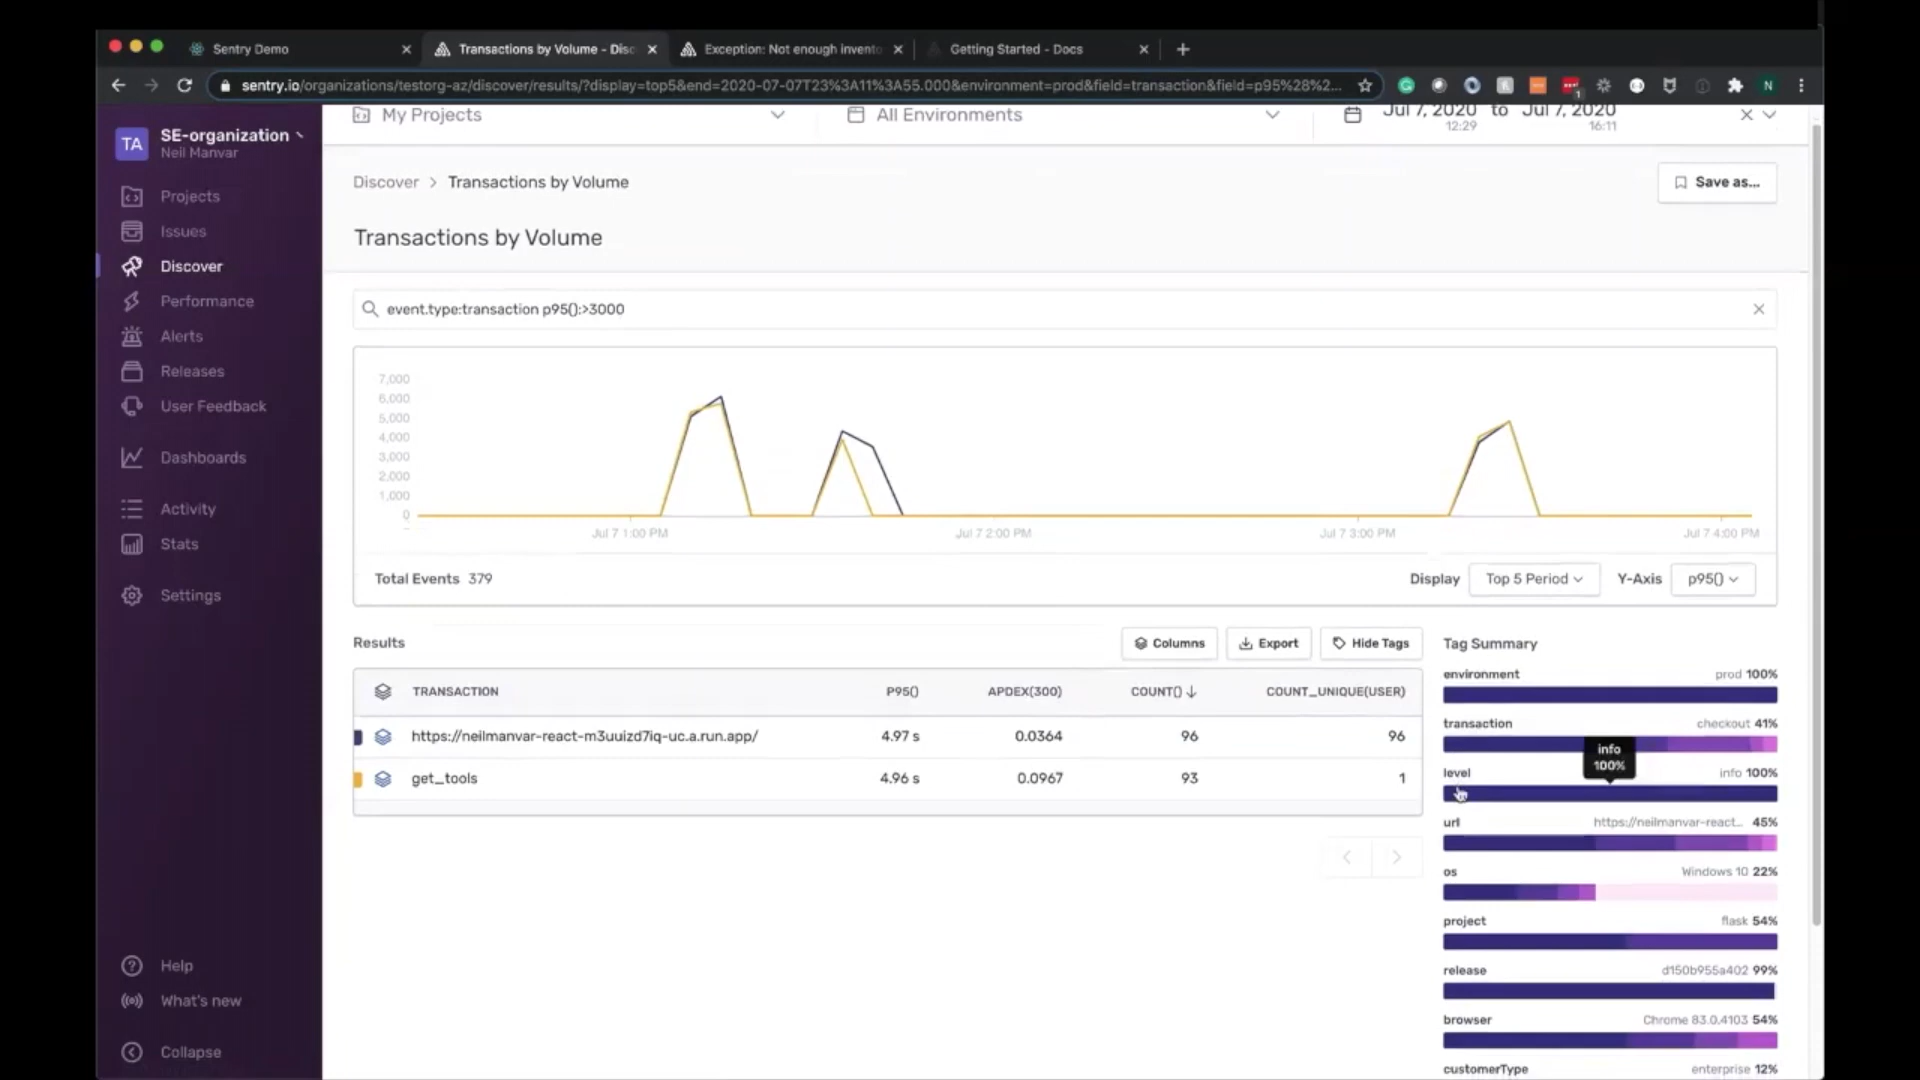 Sentry Demo
Transactions by Volume - Disc
Exception: Not enough invento
Getting Started - Docs
sentry.io/organizations/testorg-az/discover/results/?display=top5&end=2020-07-07T23%3A11%3A55.000&environment=prod&field=transaction&field=p95%28%2...
N
TA
SE-organization
Neil Manvar
Projects
Issues
Discover
Performance
Alerts
Releases
User Feedback
Dashboards
Activity
Stats
Settings
Help
What's new
Collapse
My Projects
All Environments
Jul 7, 2020 to Jul 7, 2020
12:29 16:11
Discover > Transactions by Volume
Save as...
Transactions by Volume
event.type:transaction p95():>3000
7,000
6,000
5,000
4,000
3,000
2,000
1,000
0
Jul 7 1:00 PM
Jul 7 2:00 PM
Jul 7 3:00 PM
Jul 7 4:00 PM
Total Events 379
Display Top 5 Period
Y-Axis p95()
Results
Columns
Export
Hide Tags
TRANSACTION P95() APDEX(300) COUNT() COUNT_UNIQUE(USER)
https://neilmanvar-react-m3uuizd7iq-uc.a.run.app/ 4.97 s 0.0364 96 96
get_tools 4.96 s 0.0967 93 1
Tag Summary
environment prod 100%
transaction checkout 41%
info
100%
level info 100%
url https://neilmanvar-react... 45%
os Windows 10 22%
project flask 54%
release d150b955a402 99%
browser Chrome 83.0.4103 54%
customerType enterprise 12%